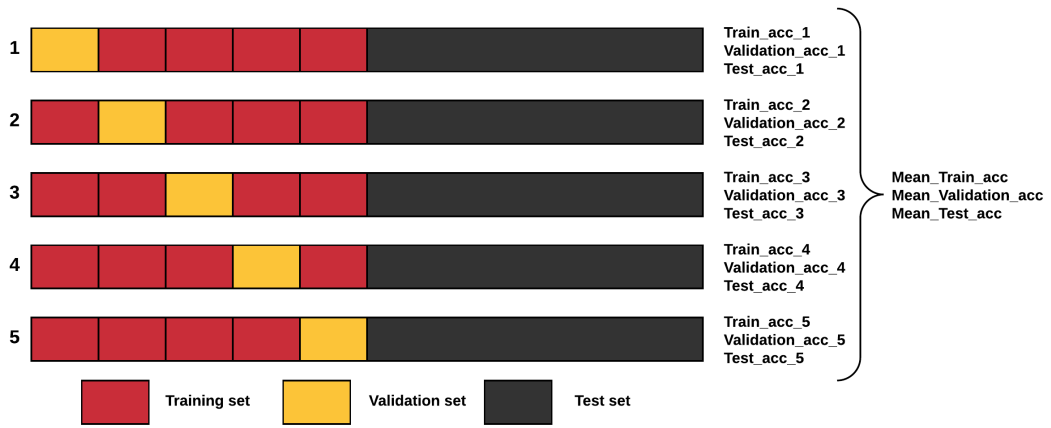 1
Train_acc_1
Validation_acc_1
Test_acc_1
2
Train_acc_2
Validation_acc_2
Test_acc_2
3
Train_acc_3
Validation_acc_3
Test_acc_3
4
Train_acc_4
Validation_acc_4
Test_acc_4
5
Train_acc_5
Validation_acc_5
Test_acc_5
Mean_Train_acc
Mean_Validation_acc
Mean_Test_acc
Training set
Validation set
Test set